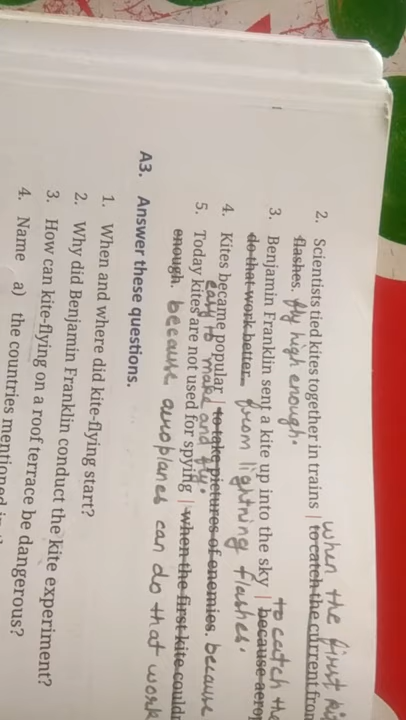 when the first
2. Scientists tied kites together in trains | to catch the current from
flashes. fly high enough.
to catch the
3. Benjamin Franklin sent a kite up into the sky | because
do that work better. from lightning flashes.
4. Kites became popular | to take pictures of enemies. because
easy to make and fly.
5. Today kites are not used for spying | when the first kite
enough. because aeroplanes can do that work
A3. Answer these questions.
1. When and where did kite-flying start?
2. Why did Benjamin Franklin conduct the kite experiment?
3. How can kite-flying on a roof terrace be dangerous?
4. Name a) the countries mentioned